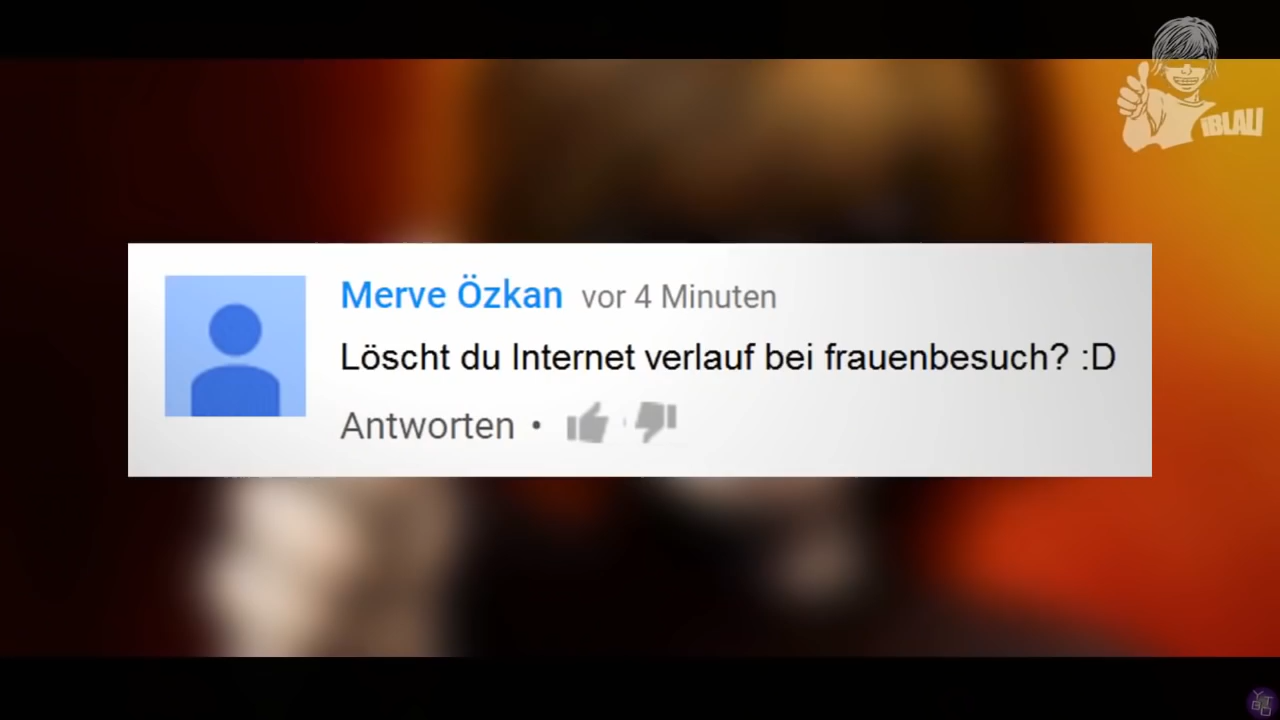 iBLALI
Merve Özkan vor 4 Minuten
Löscht du Internet verlauf bei frauenbesuch? :D
Antworten •